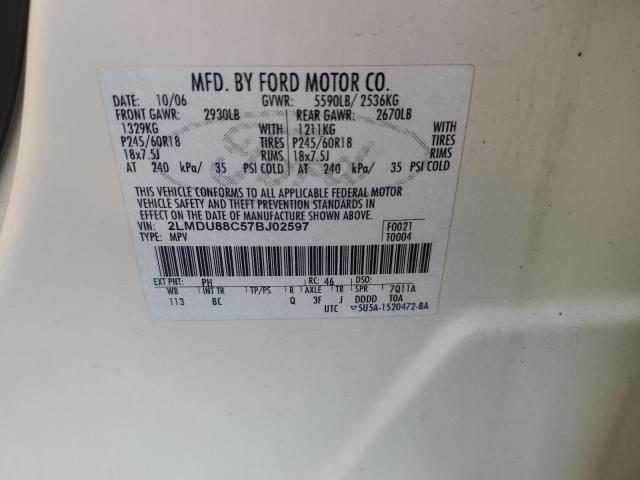 MFD. BY FORD MOTOR CO.
DATE: 10/06 GVWR: 5590LB/ 2536KG
FRONT GAWR: 2930LB REAR GAWR: 2670LB
1329KG WITH 1211KG WITH
P245/60R18 TIRES P245/60R18 TIRES
18x7.5J RIMS 18x7.5J RIMS
AT 240 kPa/ 35 PSI COLD AT 240 kPa/ 35 PSI COLD
THIS VEHICLE CONFORMS TO ALL APPLICABLE FEDERAL MOTOR
VEHICLE SAFETY AND THEFT PREVENTION STANDARDS IN
EFFECT ON THE DATE OF MANUFACTURE SHOWN ABOVE.
VIN: 2LMDU88C57BJ02597 F0021
TYPE: MPV T0004
EXT PNT: PH RC: 46 DSO:
WB INT TR TP/PS R AXLE TR SPR 7Q11A
113 BC Q 3F J DDDD T0A
UTC ▽5U5A-1520472-BA